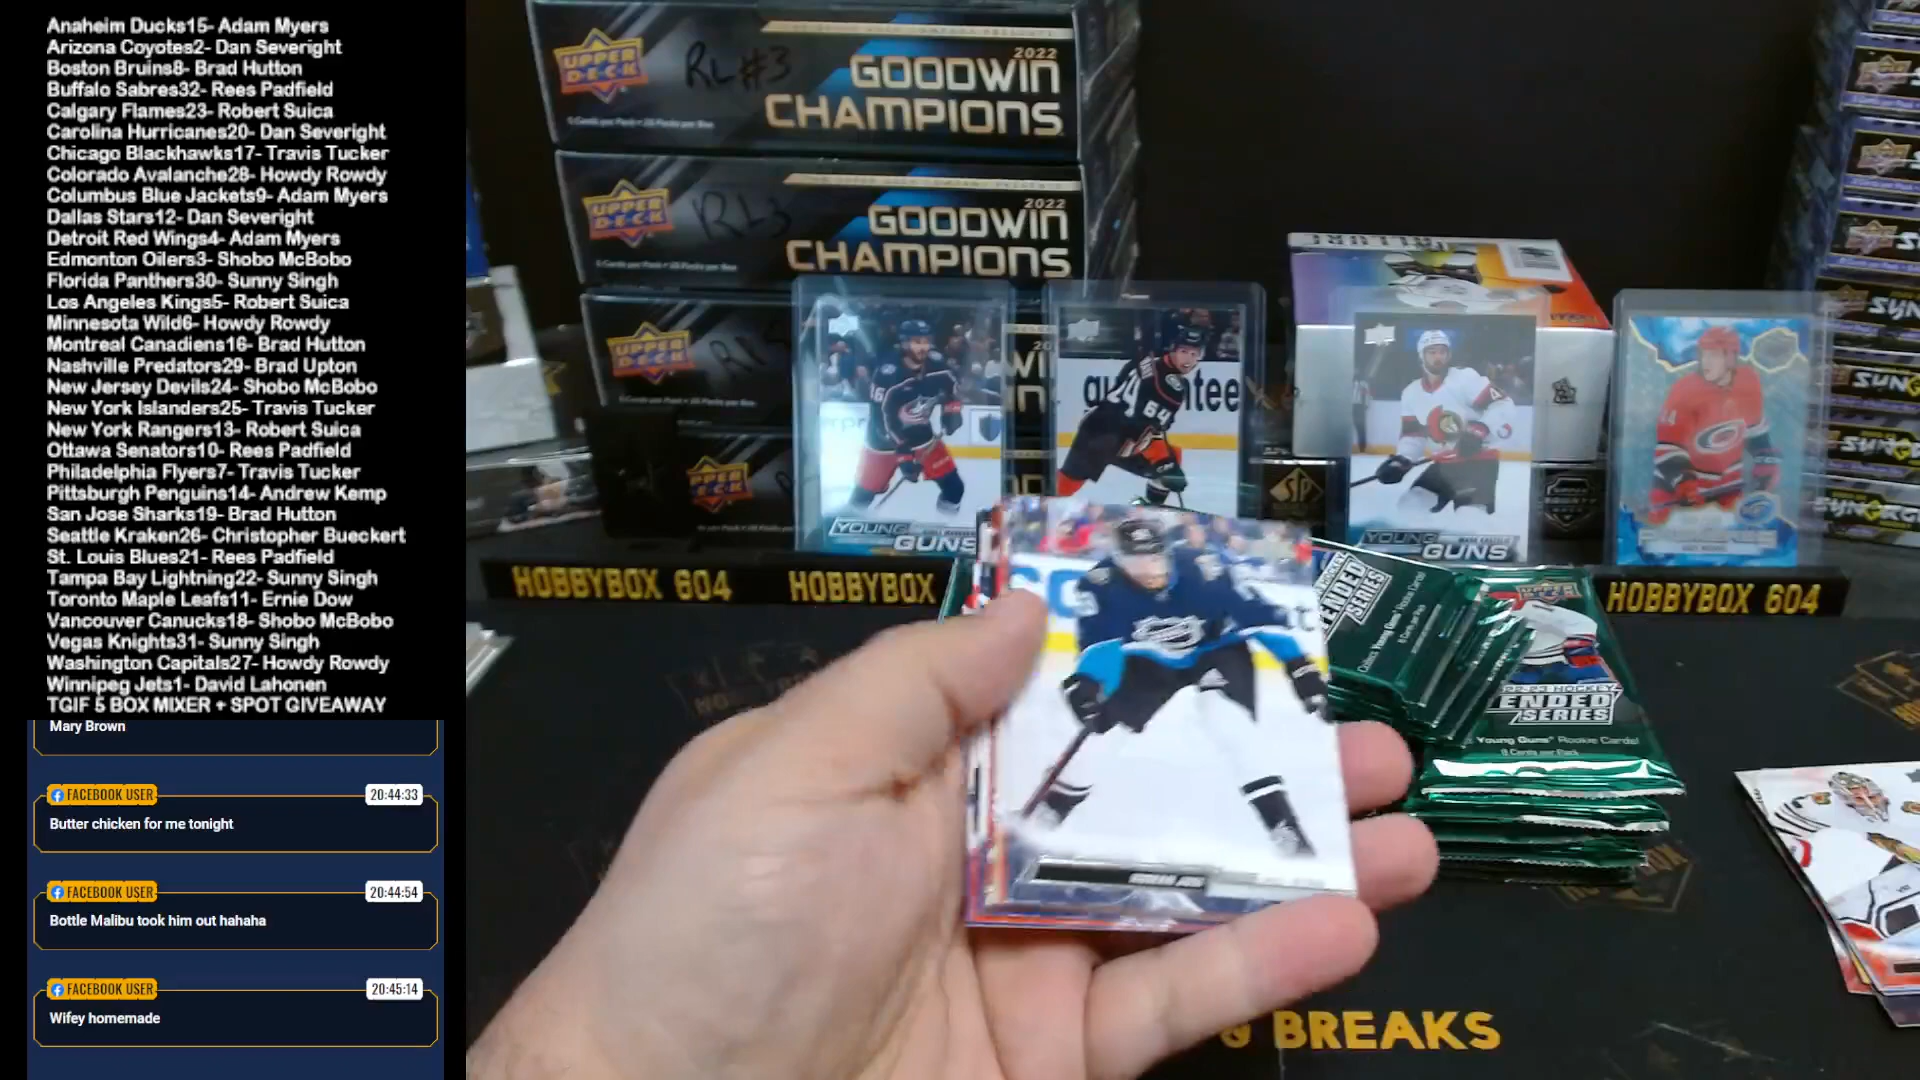 Anaheim Ducks15- Adam Myers
Arizona Coyotes2- Dan Severight
Boston Bruins8- Brad Hutton
Buffalo Sabres32- Rees Padfield
Calgary Flames23- Robert Suica
Carolina Hurricanes20- Dan Severight
Chicago Blackhawks17- Travis Tucker
Colorado Avalanche28- Howdy Rowdy
Columbus Blue Jackets9- Adam Myers
Dallas Stars12- Dan Severight
Detroit Red Wings4- Adam Myers
Edmonton Oilers3- Shobo McBobo
Florida Panthers30- Sunny Singh
Los Angeles Kings5- Robert Suica
Minnesota Wild6- Howdy Rowdy
Montreal Canadiens16- Brad Hutton
Nashville Predators29- Brad Upton
New Jersey Devils24- Shobo McBobo
New York Islanders25- Travis Tucker
New York Rangers13- Robert Suica
Ottawa Senators10- Rees Padfield
Philadelphia Flyers7- Travis Tucker
Pittsburgh Penguins14- Andrew Kemp
San Jose Sharks19- Brad Hutton
Seattle Kraken26- Christopher Bueckert
St. Louis Blues21- Rees Padfield
Tampa Bay Lightning22- Sunny Singh
Toronto Maple Leafs11- Ernie Dow
Vancouver Canucks18- Shobo McBobo
Vegas Knights31- Sunny Singh
Washington Capitals27- Howdy Rowdy
Winnipeg Jets1- David Lahonen
TGIF 5 BOX MIXER + SPOT GIVEAWAY
Mary Brown
FACEBOOK USER 20:44:33
Butter chicken for me tonight
FACEBOOK USER 20:44:54
Bottle Malibu took him out hahaha
FACEBOOK USER 20:45:14
Wifey homemade
UPPER DECK
RL#3
2022
GOODWIN
CHAMPIONS
UPPER DECK
RL3
2022
GOODWIN
CHAMPIONS
UPPER DECK
UPPER DECK
YOUNG
GUNS
64
YOUNG
GUNS
SP
HOBBYBOX 604
HOBBYBOX
HOBBYBOX 604
ENDED
SERIES
22-23 HOCKEY
ENDED
SERIES
Young Guns Rookie Cards!
BREAKS